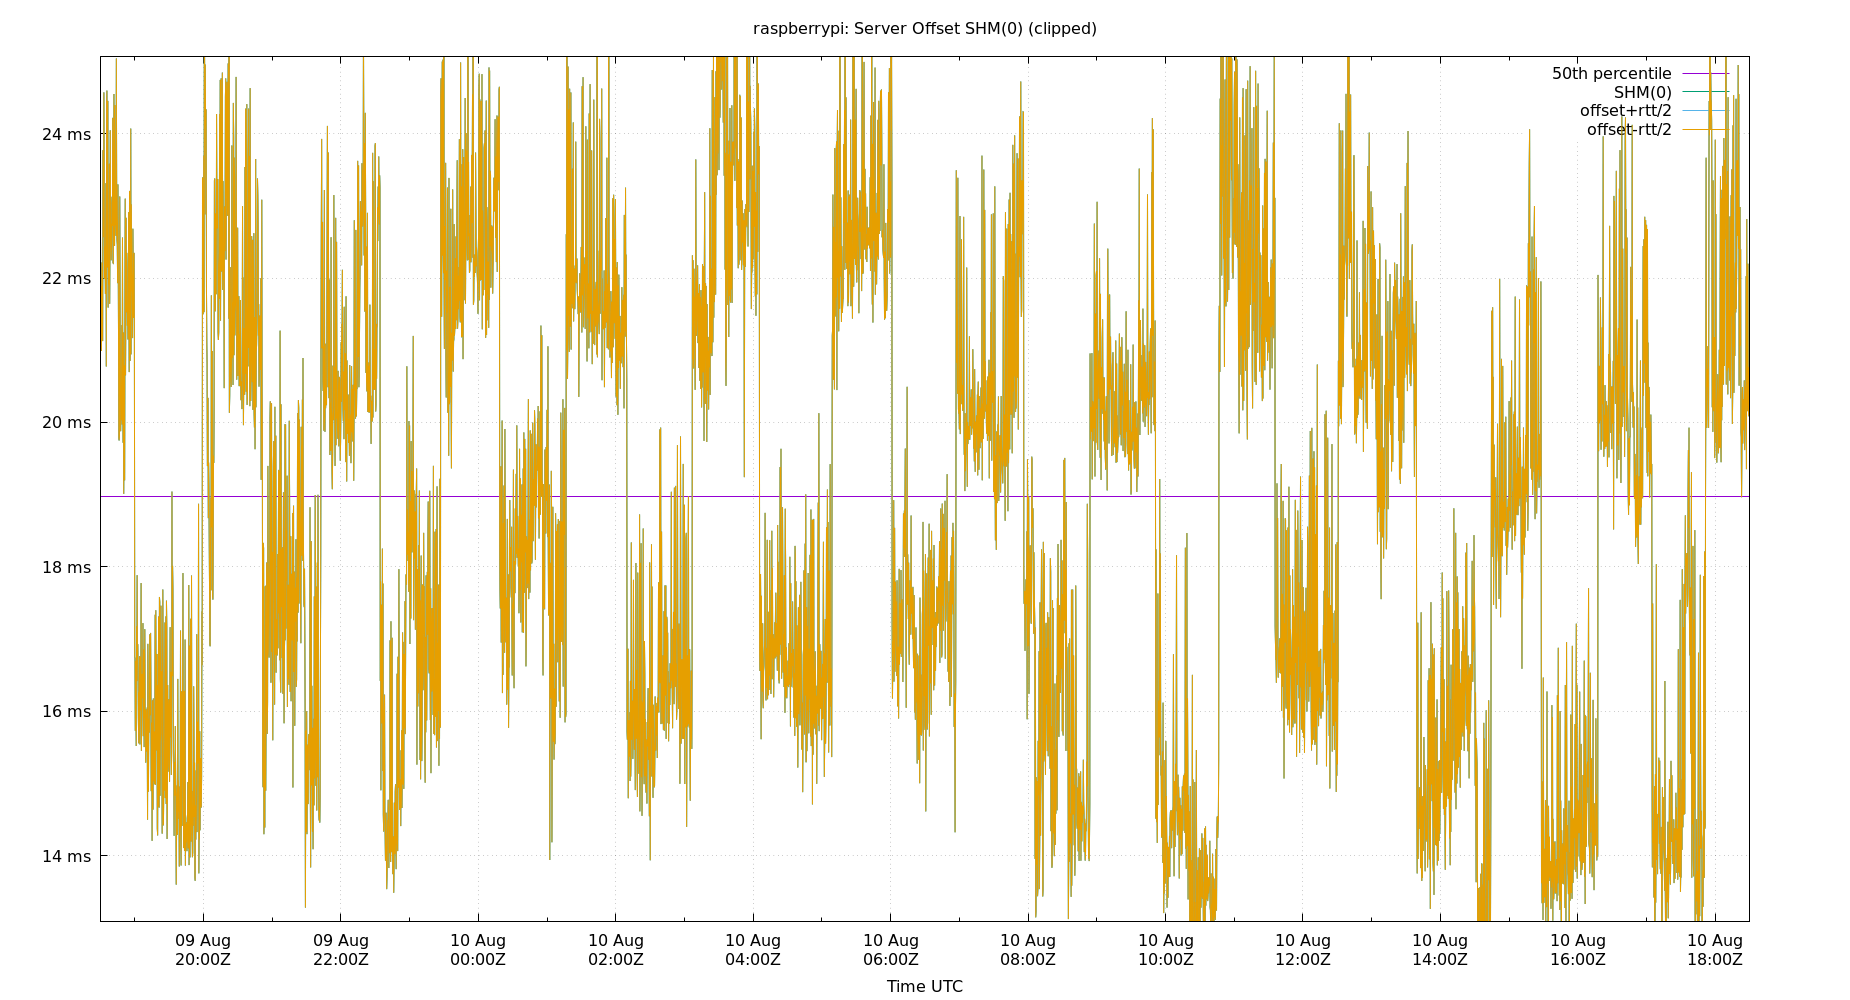 raspberrypi: Server Offset SHM(0) (clipped)
50th percentile
SHM(0)
offset+rtt/2
offset-rtt/2
24 ms
22 ms
20 ms
18 ms
16 ms
14 ms
09 Aug 09 Aug 10 Aug 10 Aug 10 Aug 10 Aug 10 Aug 10 Aug 10 Aug 10 Aug 10 Aug 10 Aug
20:00Z 22:00Z 00:00Z 02:00Z 04:00Z 06:00Z 08:00Z 10:00Z 12:00Z 14:00Z 16:00Z 18:00Z
Time UTC